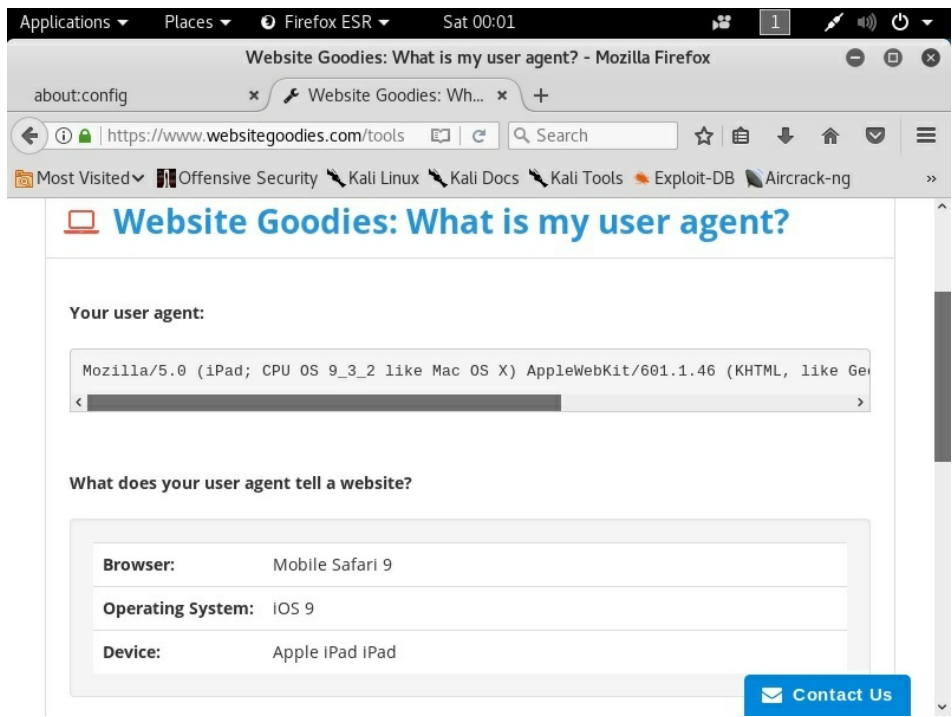 Applications Places Firefox ESR Sat 00:01 1
Website Goodies: What is my user agent? - Mozilla Firefox
about:config Website Goodies: Wh...
https://www.websitegoodies.com/tools Search
Most Visited Offensive Security Kali Linux Kali Docs Kali Tools Exploit-DB Aircrack-ng »
Website Goodies: What is my user agent?
Your user agent:
Mozilla/5.0 (iPad; CPU OS 9_3_2 like Mac OS X) AppleWebKit/601.1.46 (KHTML, like Gec
What does your user agent tell a website?
Browser: Mobile Safari 9
Operating System: iOS 9
Device: Apple iPad iPad
Contact Us